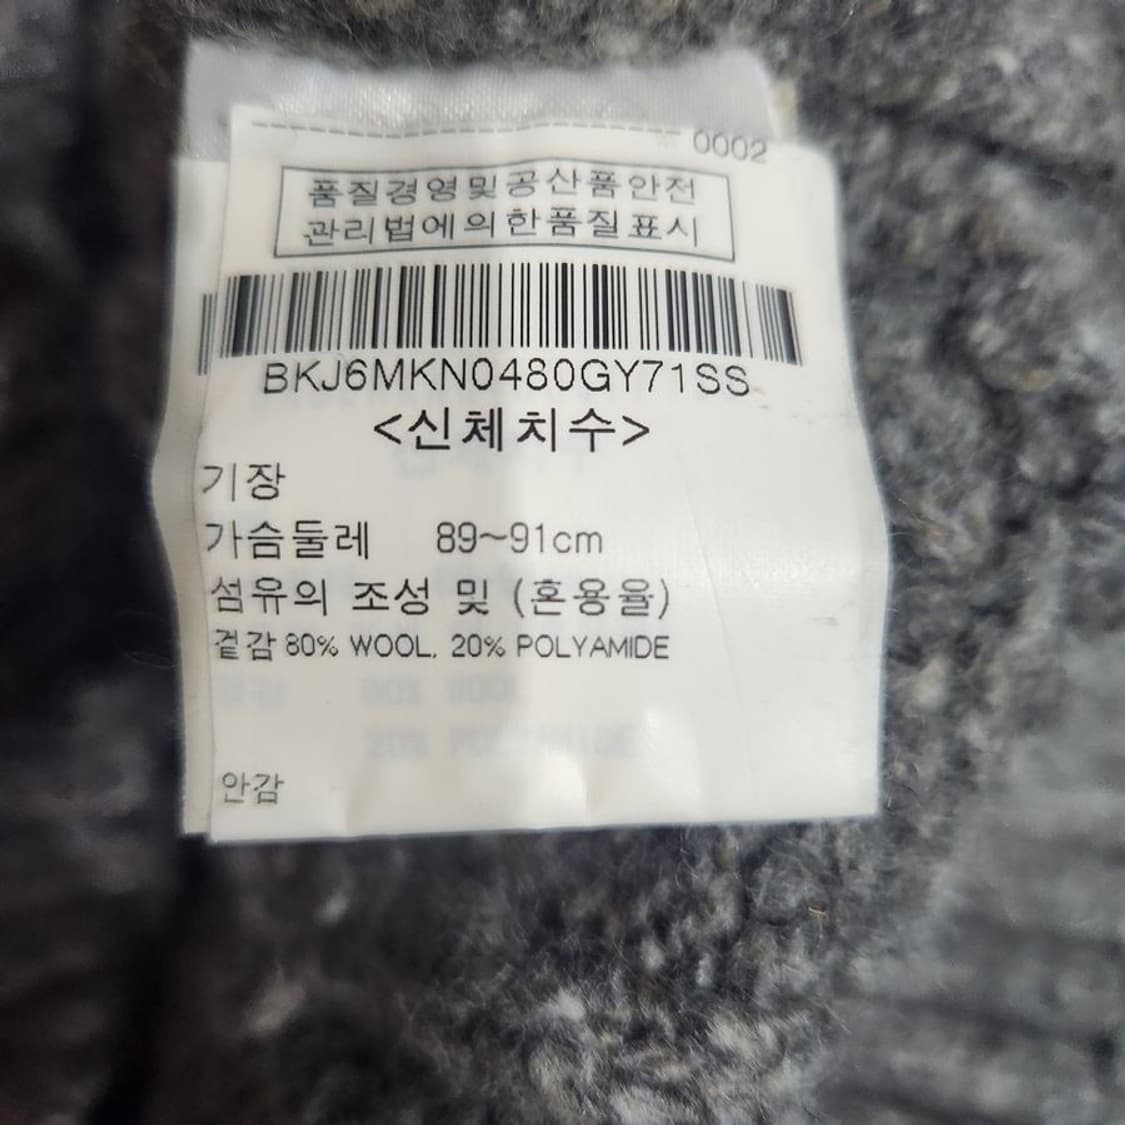 0002
품질경영및공산품안전
관리법에의한품질표시
BKJ6MKN0480GY71SS
<신체치수>
기장
가슴둘레 89~91cm
섬유의 조성 및 (혼용율)
겉감 80% WOOL, 20% POLYAMIDE
안감